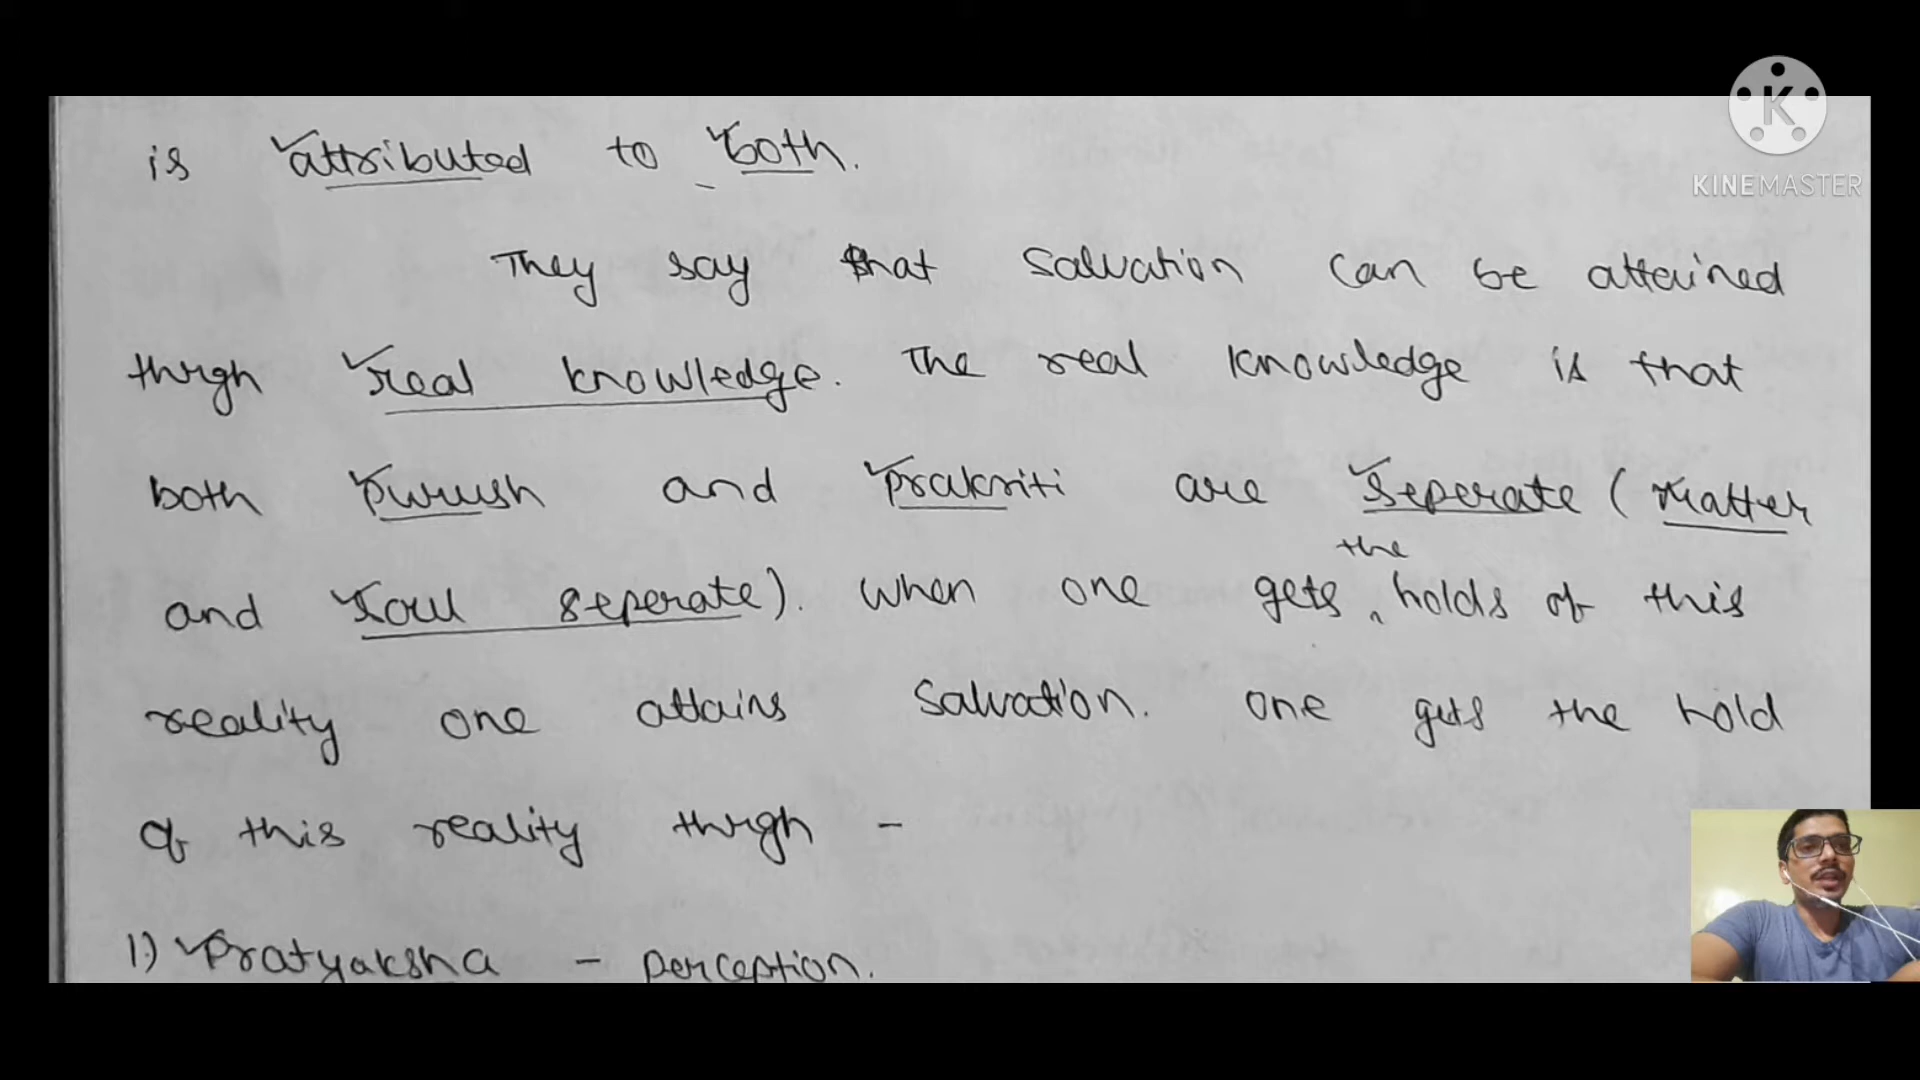 is attributed to both.
They say that salvation can be attained
thrgh real knowledge. The real knowledge is that
both purush and prakriti are seperate (matter
the
and soul seperate). When one gets holds of this
reality one attains salvation. One gets the hold
of this reality thrgh -
1.) Pratyaksha - perception.
K
KINEMASTER